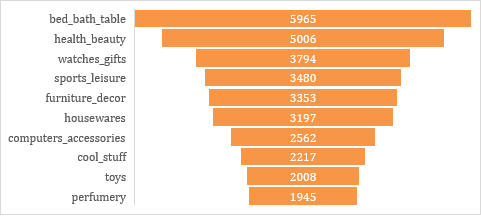 bed_bath_table 5965
health_beauty 5006
watches_gifts 3794
sports_leisure 3480
furniture_decor 3353
housewares 3197
computers_accessories 2562
cool_stuff 2217
toys 2008
perfumery 1945